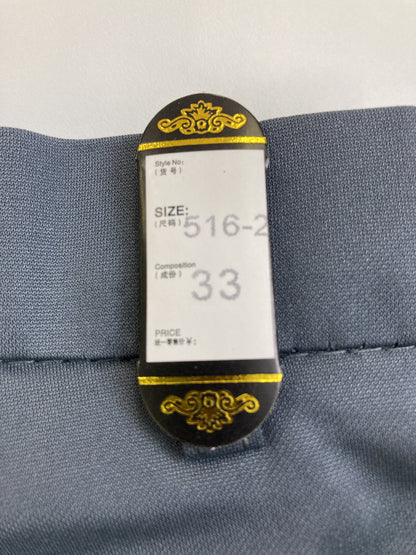 Style No:
(货 号)
SIZE:
(尺码)
516-2
Composition
(成份)
33
PRICE
统一零售价¥: